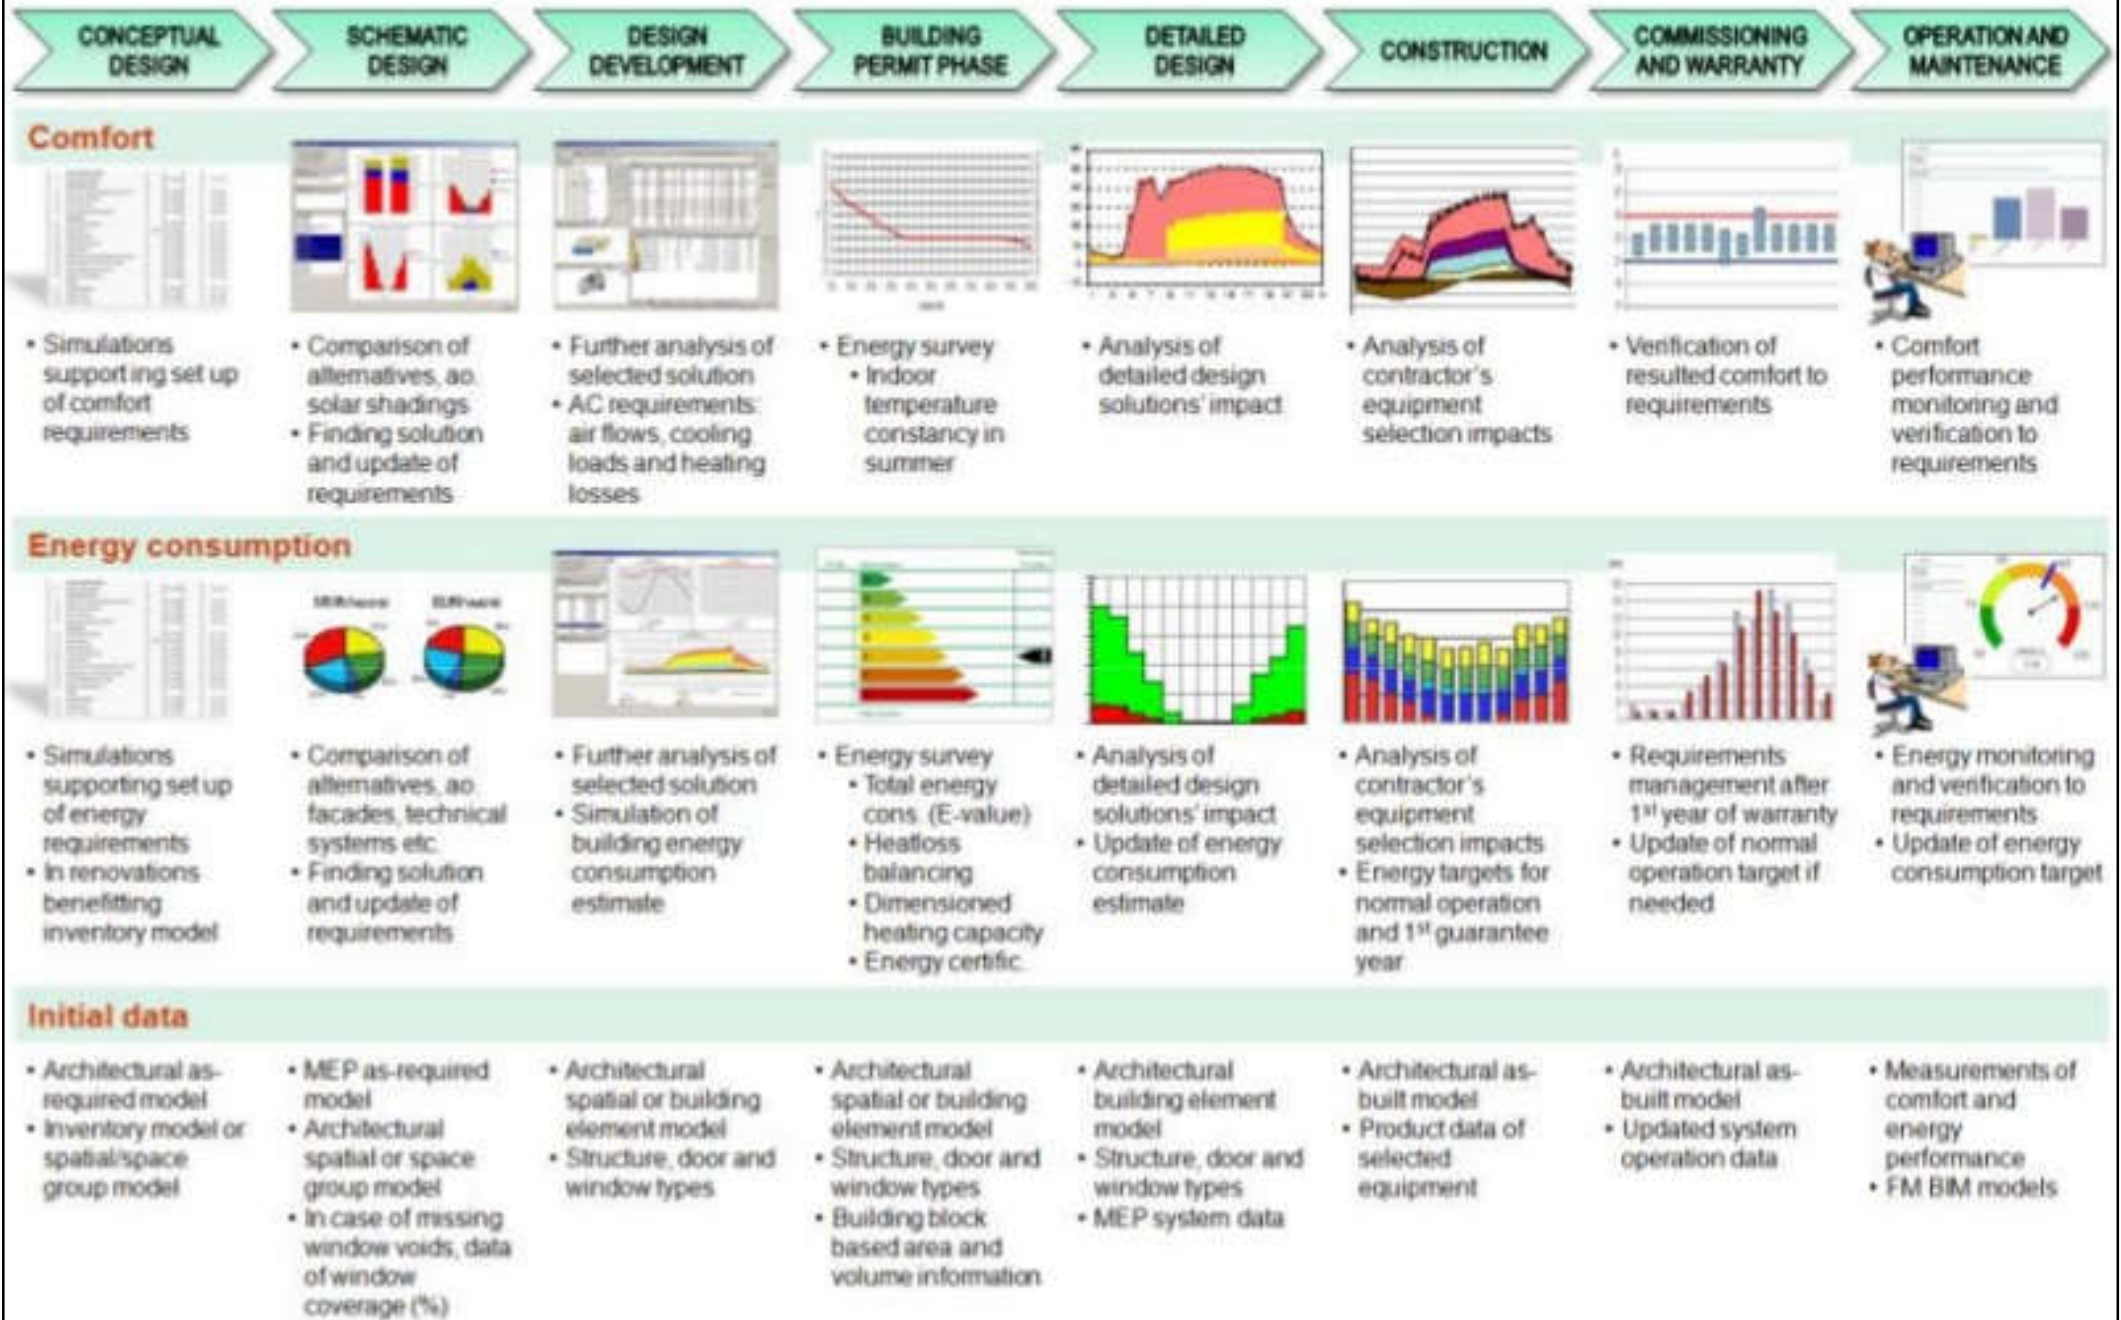 CONCEPTUAL
DESIGN
SCHEMATIC
DESIGN
DESIGN
DEVELOPMENT
BUILDING
PERMIT PHASE
DETAILED
DESIGN
CONSTRUCTION
COMMISSIONING
AND WARRANTY
OPERATION AND
MAINTENANCE
Comfort
• Simulations
supporting set up
of comfort
requirements
• Comparison of
alternatives, ao.
solar shadings
• Finding solution
and update of
requirements
• Further analysis of
selected solution
• AC requirements:
air flows, cooling
loads and heating
losses
• Energy survey
• Indoor
temperature
constancy in
summer
• Analysis of
detailed design
solutions' impact
• Analysis of
contractor's
equipment
selection impacts
• Verification of
resulted comfort to
requirements
• Comfort
performance
monitoring and
verification to
requirements
Energy consumption
• Simulations
supporting set up
of energy
requirements
• In renovations
benefitting
inventory model
• Comparison of
alternatives, ao.
facades, technical
systems etc.
• Finding solution
and update of
requirements
• Further analysis of
selected solution
• Simulation of
building energy
consumption
estimate
• Energy survey
• Total energy
cons. (E-value)
• Heatloss
balancing
• Dimensioned
heating capacity
• Energy certific.
• Analysis of
detailed design
solutions' impact
• Update of energy
consumption
estimate
• Analysis of
contractor's
equipment
selection impacts
• Energy targets for
normal operation
and 1st guarantee
year
• Requirements
management after
1st year of warranty
• Update of normal
operation target if
needed
• Energy monitoring
and verification to
requirements
• Update of energy
consumption target
Initial data
• Architectural as-
required model
• Inventory model or
spatial/space
group model
• MEP as-required
model
• Architectural
spatial or space
group model
• In case of missing
window voids, data
of window
coverage (%)
• Architectural
spatial or building
element model
• Structure, door and
window types
• Architectural
spatial or building
element model
• Structure, door and
window types
• Building block
based area and
volume information
• Architectural
building element
model
• Structure, door and
window types
• MEP system data
• Architectural as-
built model
• Product data of
selected
equipment
• Architectural as-
built model
• Updated system
operation data
• Measurements of
comfort and
energy
performance
• FM BIM models